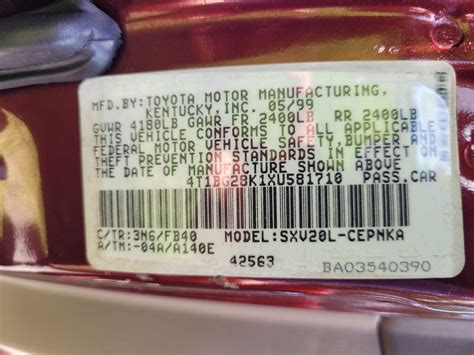 MFD.BY:TOYOTA MOTOR MANUFACTURING,
KENTUCKY,INC. 05/99
GVWR 4180LB GAWR FR 2400LB RR 2400LB
THIS VEHICLE CONFORMS TO ALL APPLICABLE
FEDERAL MOTOR VEHICLE SAFETY,BUMPER,AND
THEFT PREVENTION STANDARDS IN EFFECT ON
THE DATE OF MANUFACTURE SHOWN ABOVE.
4T1BG28K1XU581710 PASS.CAR
C/TR:3N6/FB40 MODEL:SXV20L-CEPNKA
A/TM:-04A/A140E
42563 BA03540390